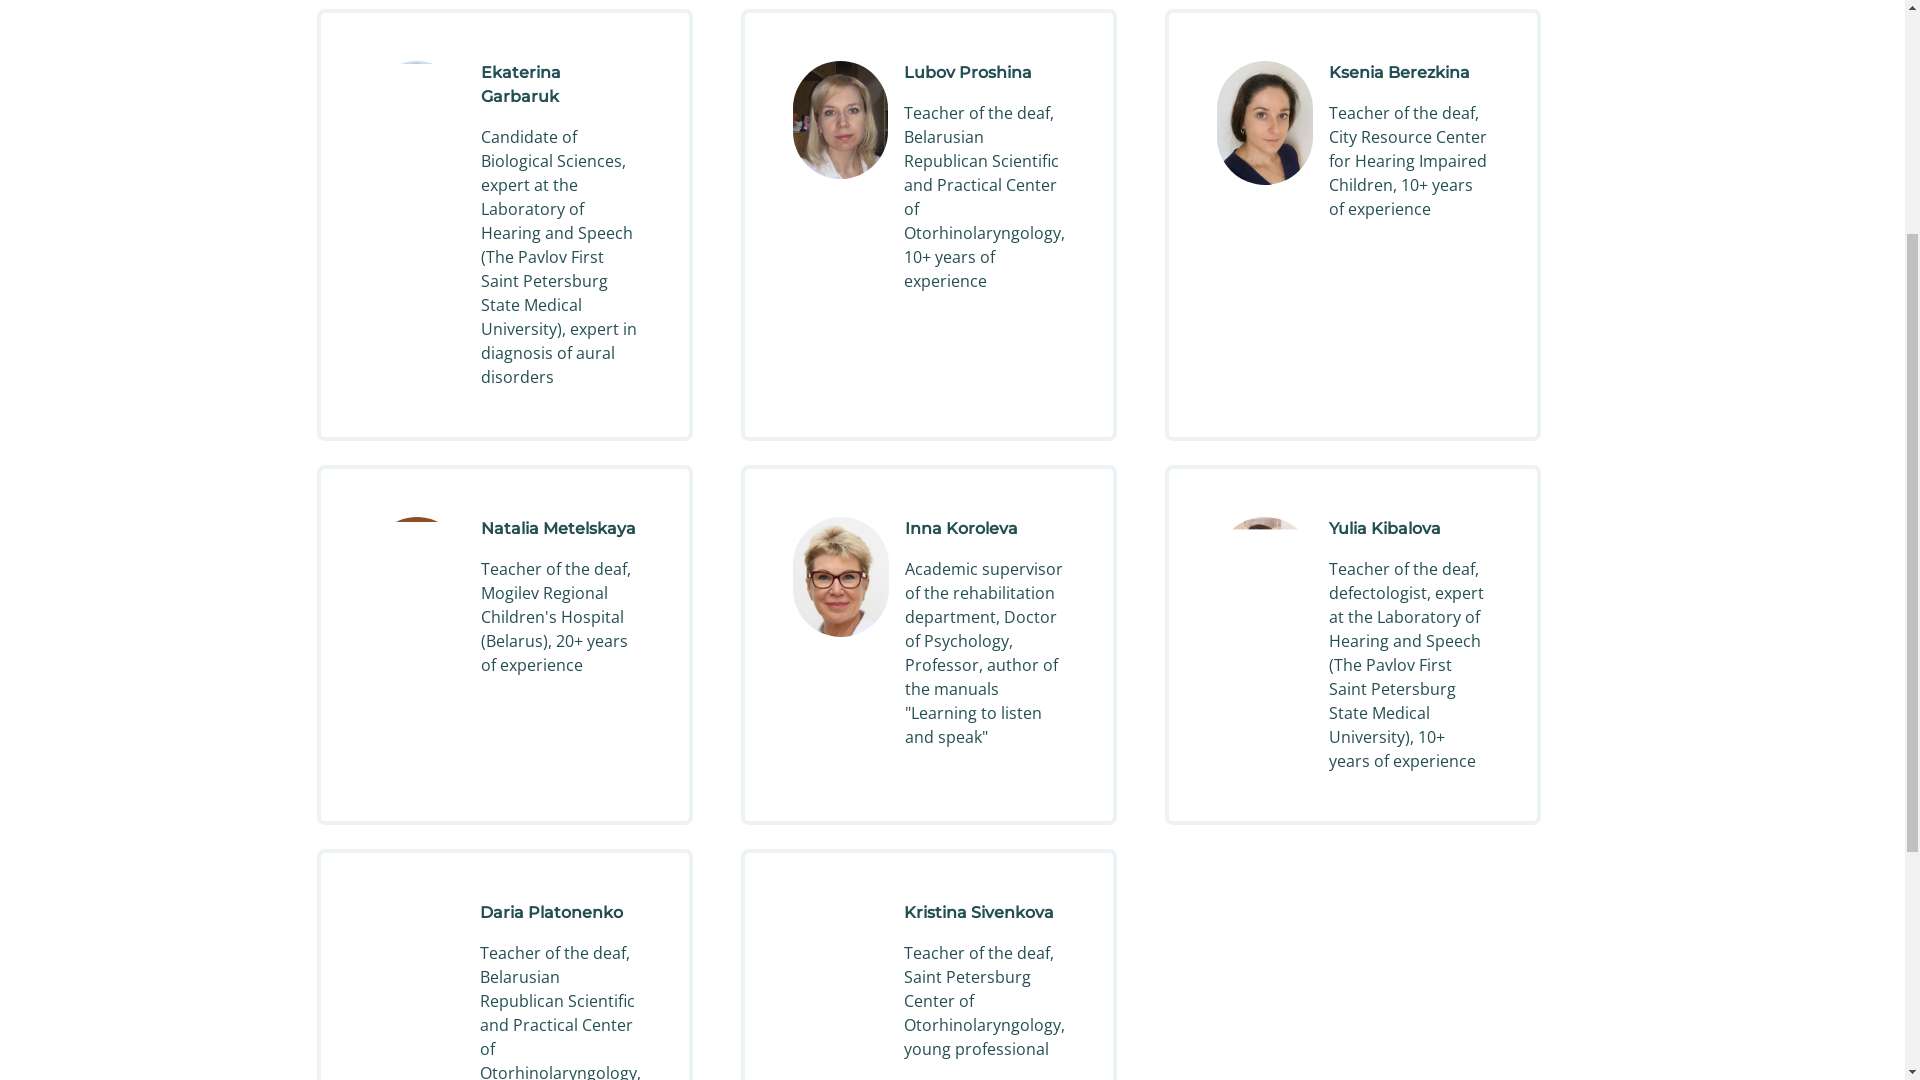 Ekaterina
Garbaruk
Candidate of
Biological Sciences,
expert at the
Laboratory of
Hearing and Speech
(The Pavlov First
Saint Petersburg
State Medical
University), expert in
diagnosis of aural
disorders
Lubov Proshina
Teacher of the deaf,
Belarusian
Republican Scientific
and Practical Center
of
Otorhinolaryngology,
10+ years of
experience
Ksenia Berezkina
Teacher of the deaf,
City Resource Center
for Hearing Impaired
Children, 10+ years
of experience
Natalia Metelskaya
Teacher of the deaf,
Mogilev Regional
Children's Hospital
(Belarus), 20+ years
of experience
Inna Koroleva
Academic supervisor
of the rehabilitation
department, Doctor
of Psychology,
Professor, author of
the manuals
"Learning to listen
and speak"
Yulia Kibalova
Teacher of the deaf,
defectologist, expert
at the Laboratory of
Hearing and Speech
(The Pavlov First
Saint Petersburg
State Medical
University), 10+
years of experience
Daria Platonenko
Teacher of the deaf,
Belarusian
Republican Scientific
and Practical Center
of
Otorhinolaryngology,
Kristina Sivenkova
Teacher of the deaf,
Saint Petersburg
Center of
Otorhinolaryngology,
young professional